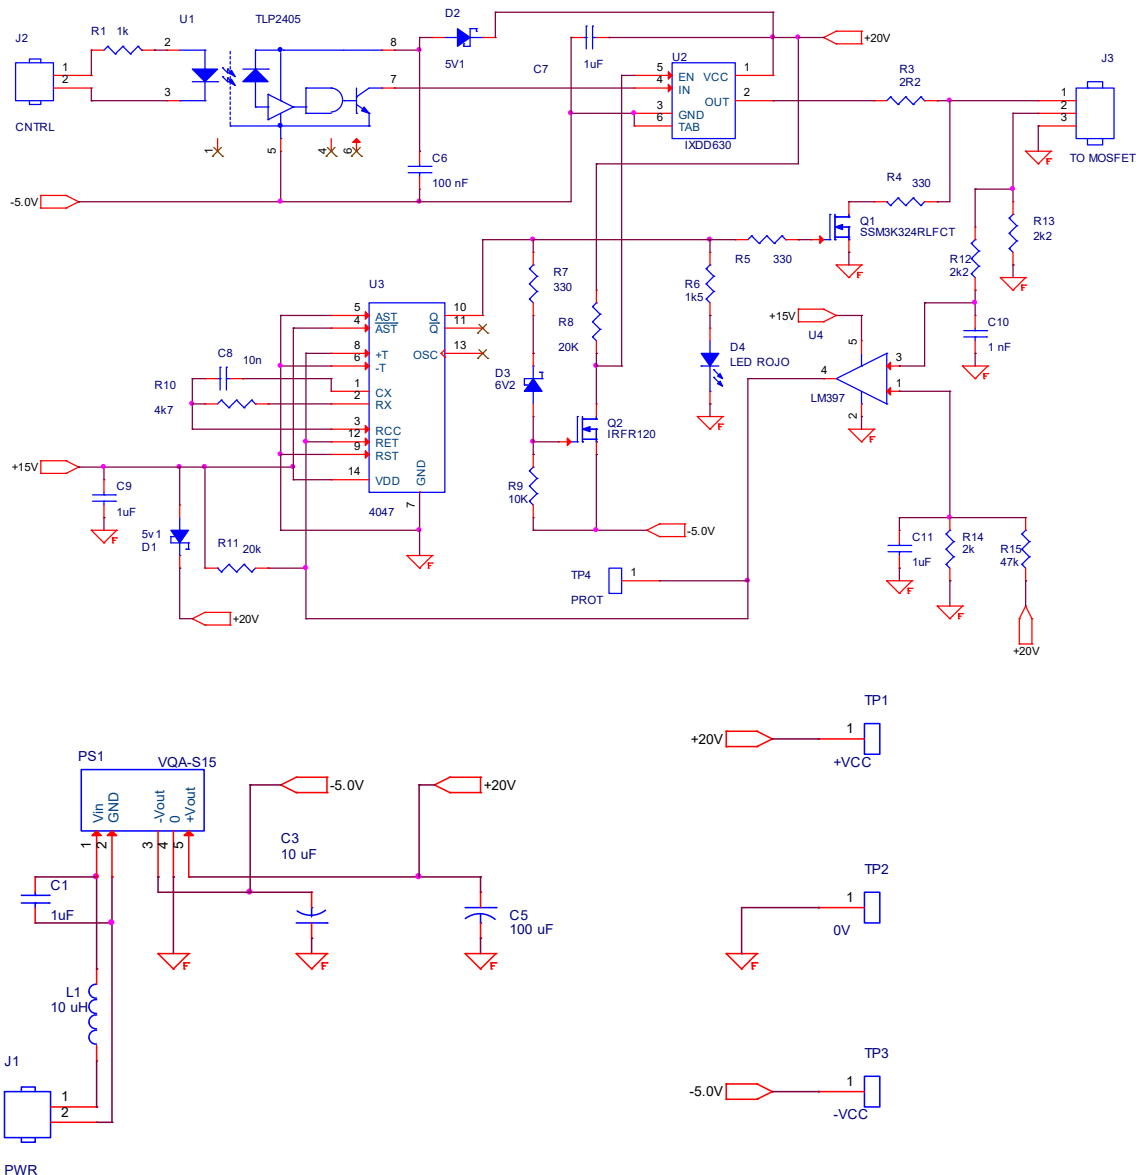 J2
R1 1k
U1
TLP2405
D2
5V1
C7
1uF
U2
+20V
R3
2R2
J3
1
2
CNTRL
2
3
8
7
1
5
4
6
C6
100 nF
5 EN VCC 1
4 IN
OUT 2
3 GND
6 TAB
IXDD630
1
2
3
TO MOSFET
-5.0V
R4 330
Q1
SSM3K324RLFCT
R5 330
R13
2k2
R12
2k2
C10
1 nF
U3
5 AST Q 10
4 AST Q 11
8 +T OSC 13
6 -T
1 CX
2 RX
3 RCC
12 RET
9 RST
14 VDD
GND
7
4047
C8 10n
R10
4k7
R7
330
R8
20K
R6
1k5
D4
LED ROJO
D3
6V2
Q2
IRFR120
R9
10K
-5.0V
+15V
U4
5
4
3
1
2
LM397
+15V
C9
1uF
5v1
D1
R11 20k
+20V
TP4
1
PROT
C11
1uF
R14
2k
R15
47k
+20V
F
F
F
F
F
F
F
F
F
F
PS1
VQA-S15
Vin
GND
-Vout
0
+Vout
1
2
3
4
5
-5.0V
+20V
C3
10 uF
C1
1uF
C5
100 uF
F
F
F
L1
10 uH
J1
1
2
PWR
TP1
+20V
1
+VCC
TP2
1
0V
F
TP3
-5.0V
1
-VCC